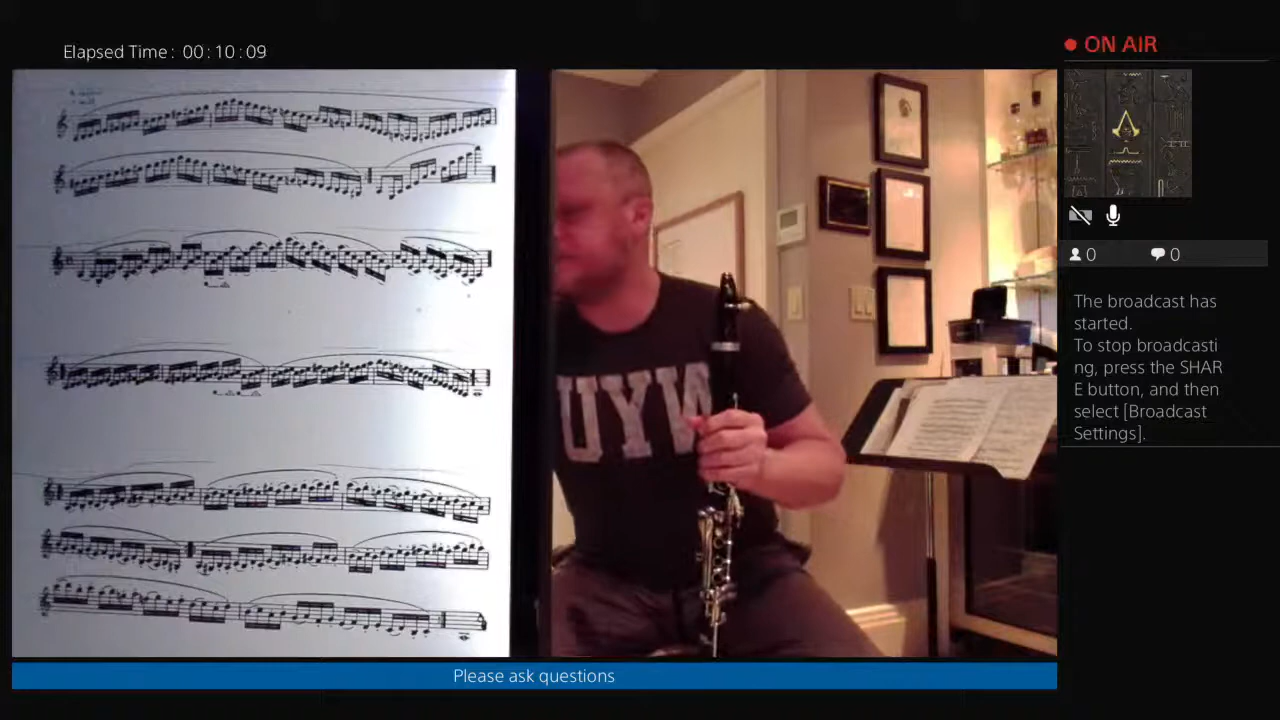 Elapsed Time: 00:10:09
ON AIR
0 0
The broadcast has
started.
To stop broadcasti
ng, press the SHAR
E button, and then
select [Broadcast
Settings].
UYW
Please ask questions